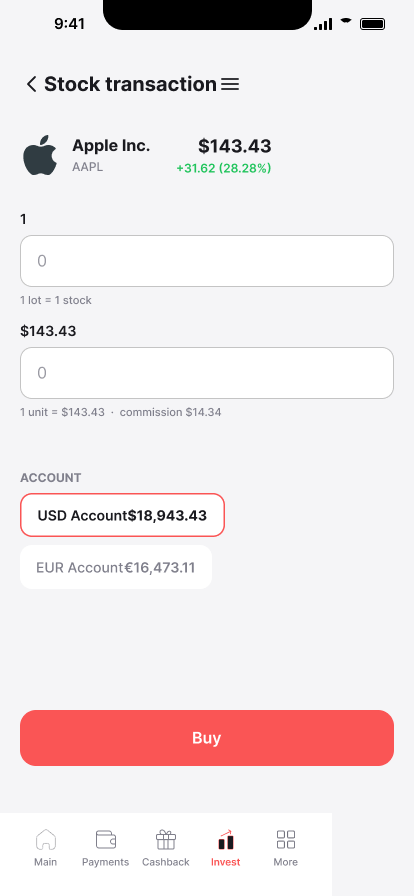 9:41
Stock transaction
Apple Inc. $143.43
AAPL +31.62 (28.28%)
1
0
1 lot = 1 stock
$143.43
0
1 unit = $143.43 · commission $14.34
ACCOUNT
USD Account$18,943.43
EUR Account€16,473.11
Buy
Main Payments Cashback Invest More